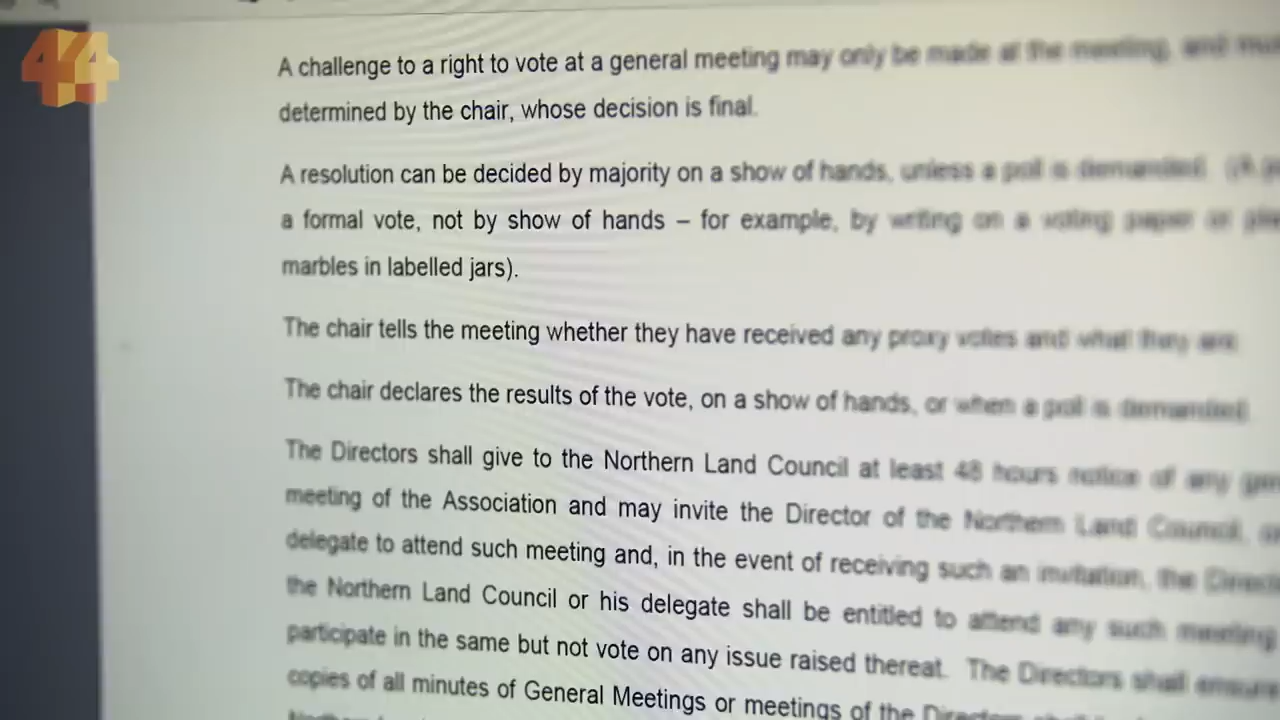 44
A challenge to a right to vote at a general meeting may only be made at the meeting, and must
determined by the chair, whose decision is final.
A resolution can be decided by majority on a show of hands, unless a poll is demanded. (A
a formal vote, not by show of hands – for example, by writing on a voting paper or
marbles in labelled jars).
The chair tells the meeting whether they have received any proxy votes and what they are.
The chair declares the results of the vote, on a show of hands, or when a poll is demanded.
The Directors shall give to the Northern Land Council at least 48 hours notice of any
meeting of the Association and may invite the Director of the Northern Land Council,
delegate to attend such meeting and, in the event of receiving such an invitation, the
the Northern Land Council or his delegate shall be entitled to attend any such meeting
participate in the same but not vote on any issue raised thereat. The Directors shall ensure
copies of all minutes of General Meetings or meetings of the Directors